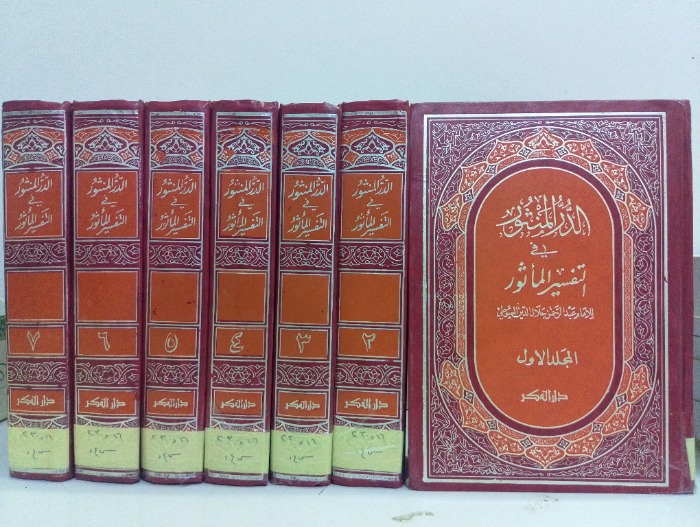 الدر المنثور
في
التفسير المأثور
للإمام عبد الرحمن جلال الدين السيوطي
المجلد الاول
دار الفكر
الدر المنثور
في
التفسير المأثور
٢
دار الفكر
الدر المنثور
في
التفسير المأثور
٣
دار الفكر
الدر المنثور
في
التفسير المأثور
٤
دار الفكر
الدر المنثور
في
التفسير المأثور
٥
دار الفكر
الدر المنثور
في
التفسير المأثور
٦
دار الفكر
الدر المنثور
في
التفسير المأثور
٧
دار الفكر